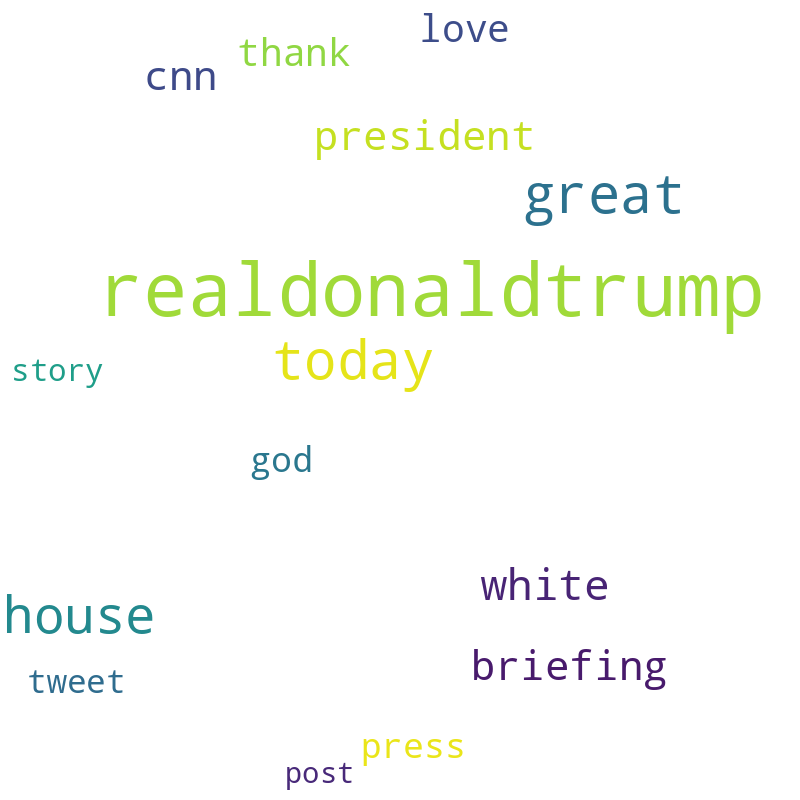 love
thank
cnn
president
great
realdonaldtrump
today
story
god
white
house
briefing
tweet
press
post